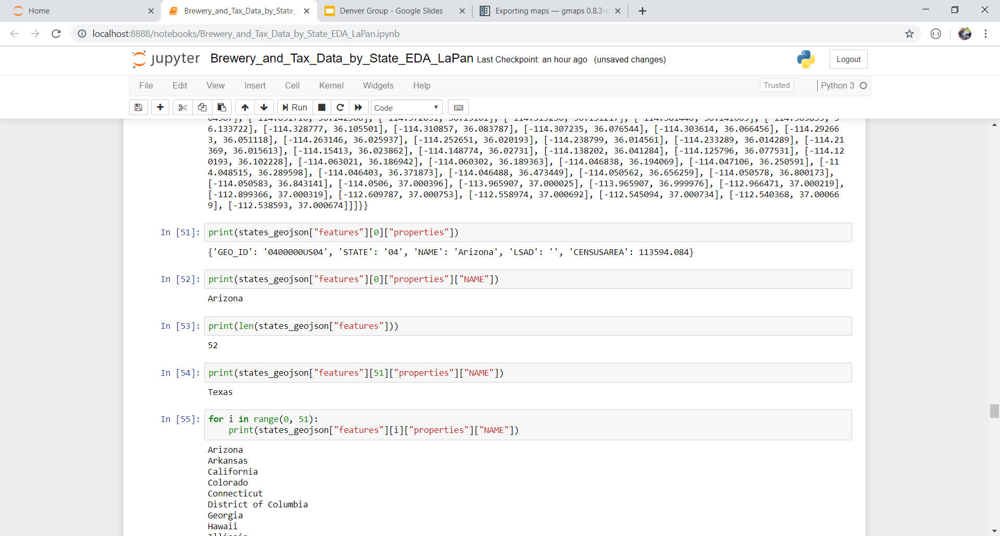 Home
Brewery_and_Tax_Data_by_State_
Denver Group - Google Slides
Exporting maps — gmaps 0.8.3-d
localhost:8888/notebooks/Brewery_and_Tax_Data_by_State_EDA_LaPan.ipynb
jupyter Brewery_and_Tax_Data_by_State_EDA_LaPan Last Checkpoint: an hour ago (unsaved changes)
Logout
File Edit View Insert Cell Kernel Widgets Help
Trusted
Python 3
Run
Code
6.133722], [-114.328777, 36.105501], [-114.310857, 36.083787], [-114.307235, 36.076544], [-114.303614, 36.066456], [-114.29266
3, 36.051118], [-114.263146, 36.025937], [-114.252651, 36.020193], [-114.238799, 36.014561], [-114.233289, 36.014289], [-114.21
369, 36.015613], [-114.15413, 36.023862], [-114.148774, 36.02731], [-114.138202, 36.041284], [-114.125796, 36.077531], [-114.12
0193, 36.102228], [-114.063021, 36.186942], [-114.060302, 36.189363], [-114.046838, 36.194069], [-114.047106, 36.250591], [-11
4.048515, 36.289598], [-114.046403, 36.371873], [-114.046488, 36.473449], [-114.050562, 36.656259], [-114.050578, 36.800173],
[-114.050583, 36.843141], [-114.0506, 37.000396], [-113.965907, 37.000025], [-113.965907, 36.999976], [-112.966471, 37.000219],
[-112.899366, 37.000319], [-112.609787, 37.000753], [-112.558974, 37.000692], [-112.545094, 37.000734], [-112.540368, 37.00066
9], [-112.538593, 37.000674]]]}}
In [51]: print(states_geojson["features"][0]["properties"])
{'GEO_ID': '0400000US04', 'STATE': '04', 'NAME': 'Arizona', 'LSAD': '', 'CENSUSAREA': 113594.084}
In [52]: print(states_geojson["features"][0]["properties"]["NAME"])
Arizona
In [53]: print(len(states_geojson["features"]))
52
In [54]: print(states_geojson["features"][51]["properties"]["NAME"])
Texas
In [55]: for i in range(0, 51):
print(states_geojson["features"][i]["properties"]["NAME"])
Arizona
Arkansas
California
Colorado
Connecticut
District of Columbia
Georgia
Hawaii